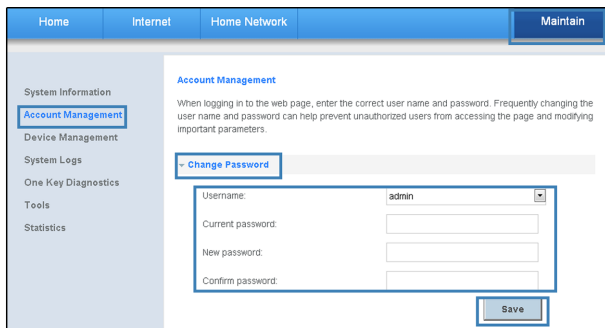 Home Internet Home Network Maintain
System Information
Account Management
Device Management
System Logs
One Key Diagnostics
Tools
Statistics
Account Management
When logging in to the web page, enter the correct user name and password. Frequently changing the
user name and password can help prevent unauthorized users from accessing the page and modifying
important parameters.
Change Password
Username: admin
Current password:
New password:
Confirm password:
Save